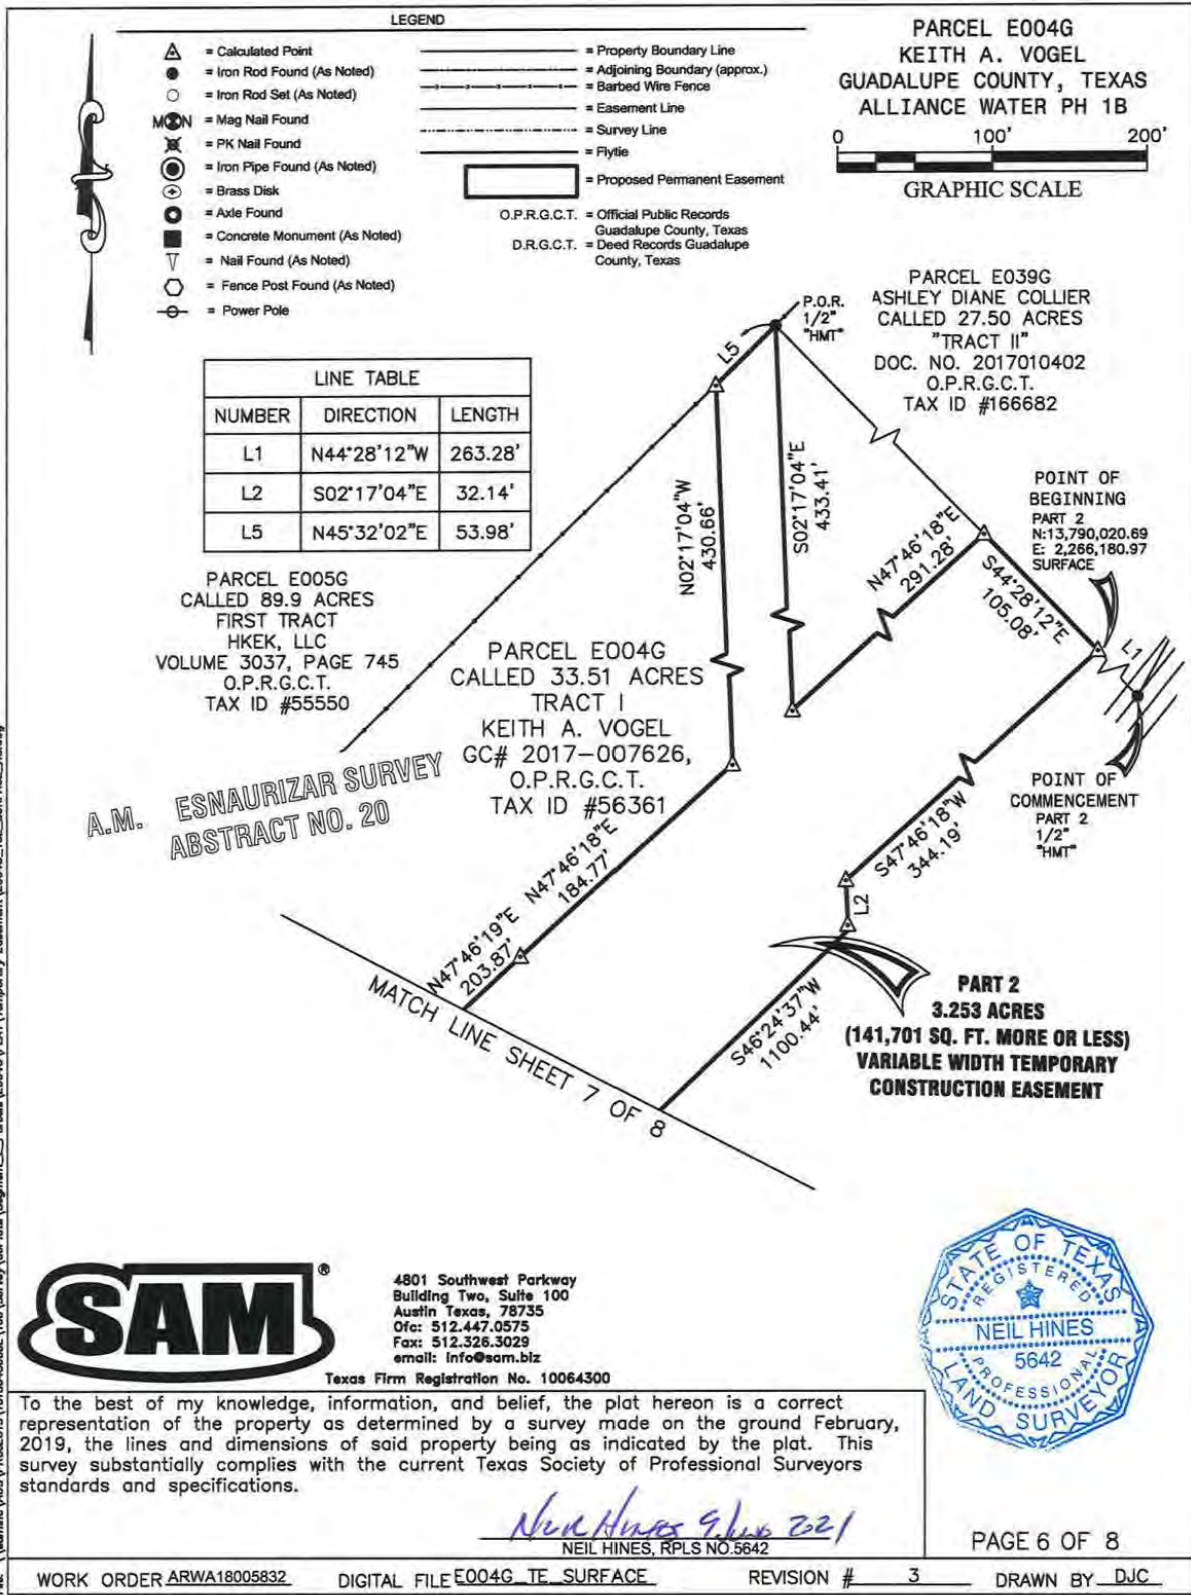 LEGEND
= Calculated Point
= Iron Rod Found (As Noted)
= Iron Rod Set (As Noted)
M N = Mag Nail Found
= PK Nail Found
= Iron Pipe Found (As Noted)
= Brass Disk
= Axle Found
= Concrete Monument (As Noted)
= Nail Found (As Noted)
= Fence Post Found (As Noted)
= Power Pole
= Property Boundary Line
= Adjoining Boundary (approx.)
= Barbed Wire Fence
= Easement Line
= Survey Line
= Flytie
= Proposed Permanent Easement
O.P.R.G.C.T. = Official Public Records
Guadalupe County, Texas
D.R.G.C.T. = Deed Records Guadalupe
County, Texas
PARCEL E004G
KEITH A. VOGEL
GUADALUPE COUNTY, TEXAS
ALLIANCE WATER PH 1B
0 100' 200'
GRAPHIC SCALE
LINE TABLE
NUMBER DIRECTION LENGTH
L1 N44°28'12"W 263.28'
L2 S02°17'04"E 32.14'
L5 N45°32'02"E 53.98'
P.O.R.
1/2"
"HMT"
L5
PARCEL E039G
ASHLEY DIANE COLLIER
CALLED 27.50 ACRES
"TRACT II"
DOC. NO. 2017010402
O.P.R.G.C.T.
TAX ID #166682
N02°17'04"W
430.66'
S02°17'04"E
433.41'
N47°46'18"E
291.28'
S44°28'12"E
105.08'
POINT OF
BEGINNING
PART 2
N:13,790,020.69
E: 2,266,180.97
SURFACE
L1
PARCEL E005G
CALLED 89.9 ACRES
FIRST TRACT
HKEK, LLC
VOLUME 3037, PAGE 745
O.P.R.G.C.T.
TAX ID #55550
PARCEL E004G
CALLED 33.51 ACRES
TRACT I
KEITH A. VOGEL
GC# 2017-007626,
O.P.R.G.C.T.
TAX ID #56361
A.M. ESNAURIZAR SURVEY
ABSTRACT NO. 20
POINT OF
COMMENCEMENT
PART 2
1/2"
"HMT"
S47°46'18"W
344.19'
L2
N47°46'18"E
184.77'
N47°46'19"E
203.87'
S46°24'37"W
1100.44'
MATCH LINE SHEET 7 OF 8
PART 2
3.253 ACRES
(141,701 SQ. FT. MORE OR LESS)
VARIABLE WIDTH TEMPORARY
CONSTRUCTION EASEMENT
SAM®
4801 Southwest Parkway
Building Two, Suite 100
Austin Texas, 78735
Ofc: 512.447.0575
Fax: 512.326.3029
email: info@sam.biz
Texas Firm Registration No. 10064300
STATE OF TEXAS
REGISTERED
NEIL HINES
5642
PROFESSIONAL
LAND SURVEYOR
To the best of my knowledge, information, and belief, the plat hereon is a correct
representation of the property as determined by a survey made on the ground February,
2019, the lines and dimensions of said property being as indicated by the plat. This
survey substantially complies with the current Texas Society of Professional Surveyors
standards and specifications.
Neil Hines 2021
NEIL HINES, RPLS NO.5642
PAGE 6 OF 8
WORK ORDER ARWA18005832 DIGITAL FILE E004G_TE_SURFACE REVISION # 3 DRAWN BY DJC